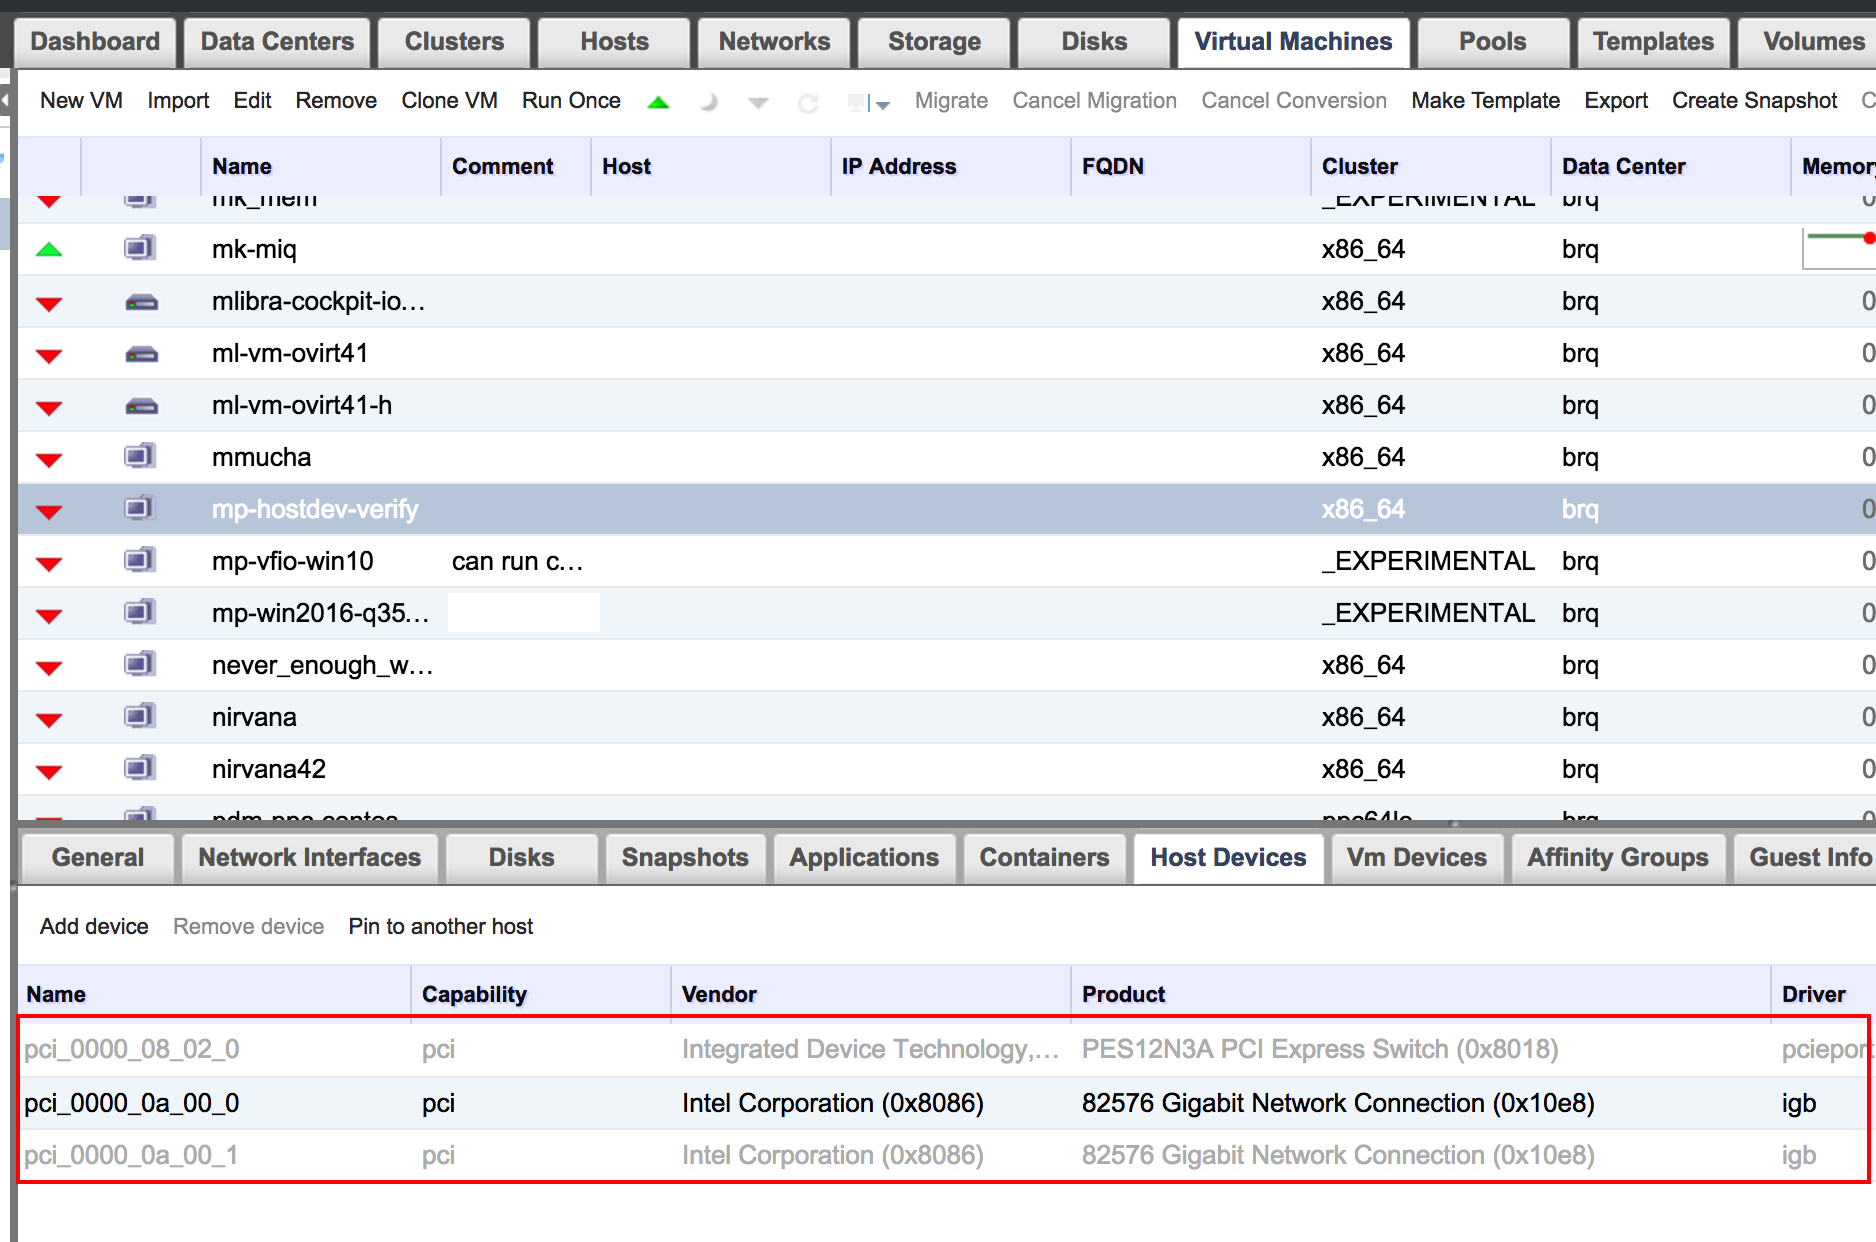 Dashboard Data Centers Clusters Hosts Networks Storage Disks Virtual Machines Pools Templates Volumes
New VM Import Edit Remove Clone VM Run Once Migrate Cancel Migration Cancel Conversion Make Template Export Create Snapshot
Name Comment Host IP Address FQDN Cluster Data Center Memory
mk_mem _EXPERIMENTAL brq 0
mk-miq x86_64 brq
mlibra-cockpit-io… x86_64 brq 0
ml-vm-ovirt41 x86_64 brq 0
ml-vm-ovirt41-h x86_64 brq 0
mmucha x86_64 brq 0
mp-hostdev-verify x86_64 brq 0
mp-vfio-win10 can run c… _EXPERIMENTAL brq 0
mp-win2016-q35… _EXPERIMENTAL brq 0
never_enough_w… x86_64 brq 0
nirvana x86_64 brq 0
nirvana42 x86_64 brq 0
pdm-ppc-centos ppc64le brq 0
General Network Interfaces Disks Snapshots Applications Containers Host Devices Vm Devices Affinity Groups Guest Info
Add device Remove device Pin to another host
Name Capability Vendor Product Driver
pci_0000_08_02_0 pci Integrated Device Technology,… PES12N3A PCI Express Switch (0x8018) pcieport
pci_0000_0a_00_0 pci Intel Corporation (0x8086) 82576 Gigabit Network Connection (0x10e8) igb
pci_0000_0a_00_1 pci Intel Corporation (0x8086) 82576 Gigabit Network Connection (0x10e8) igb